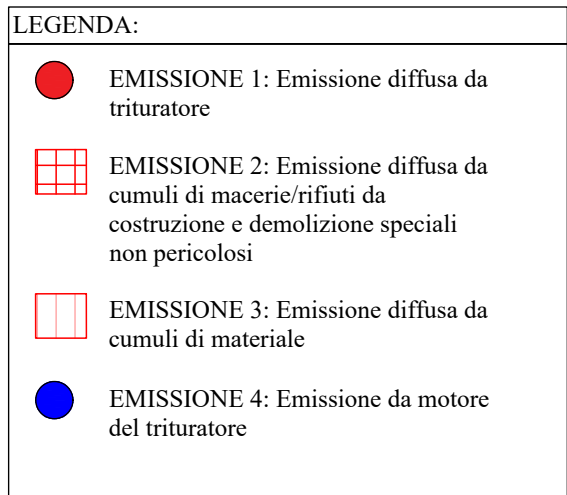 LEGENDA:
EMISSIONE 1: Emissione diffusa da
trituratore
EMISSIONE 2: Emissione diffusa da
cumuli di macerie/rifiuti da
costruzione e demolizione speciali
non pericolosi
EMISSIONE 3: Emissione diffusa da
cumuli di materiale
EMISSIONE 4: Emissione da motore
del trituratore